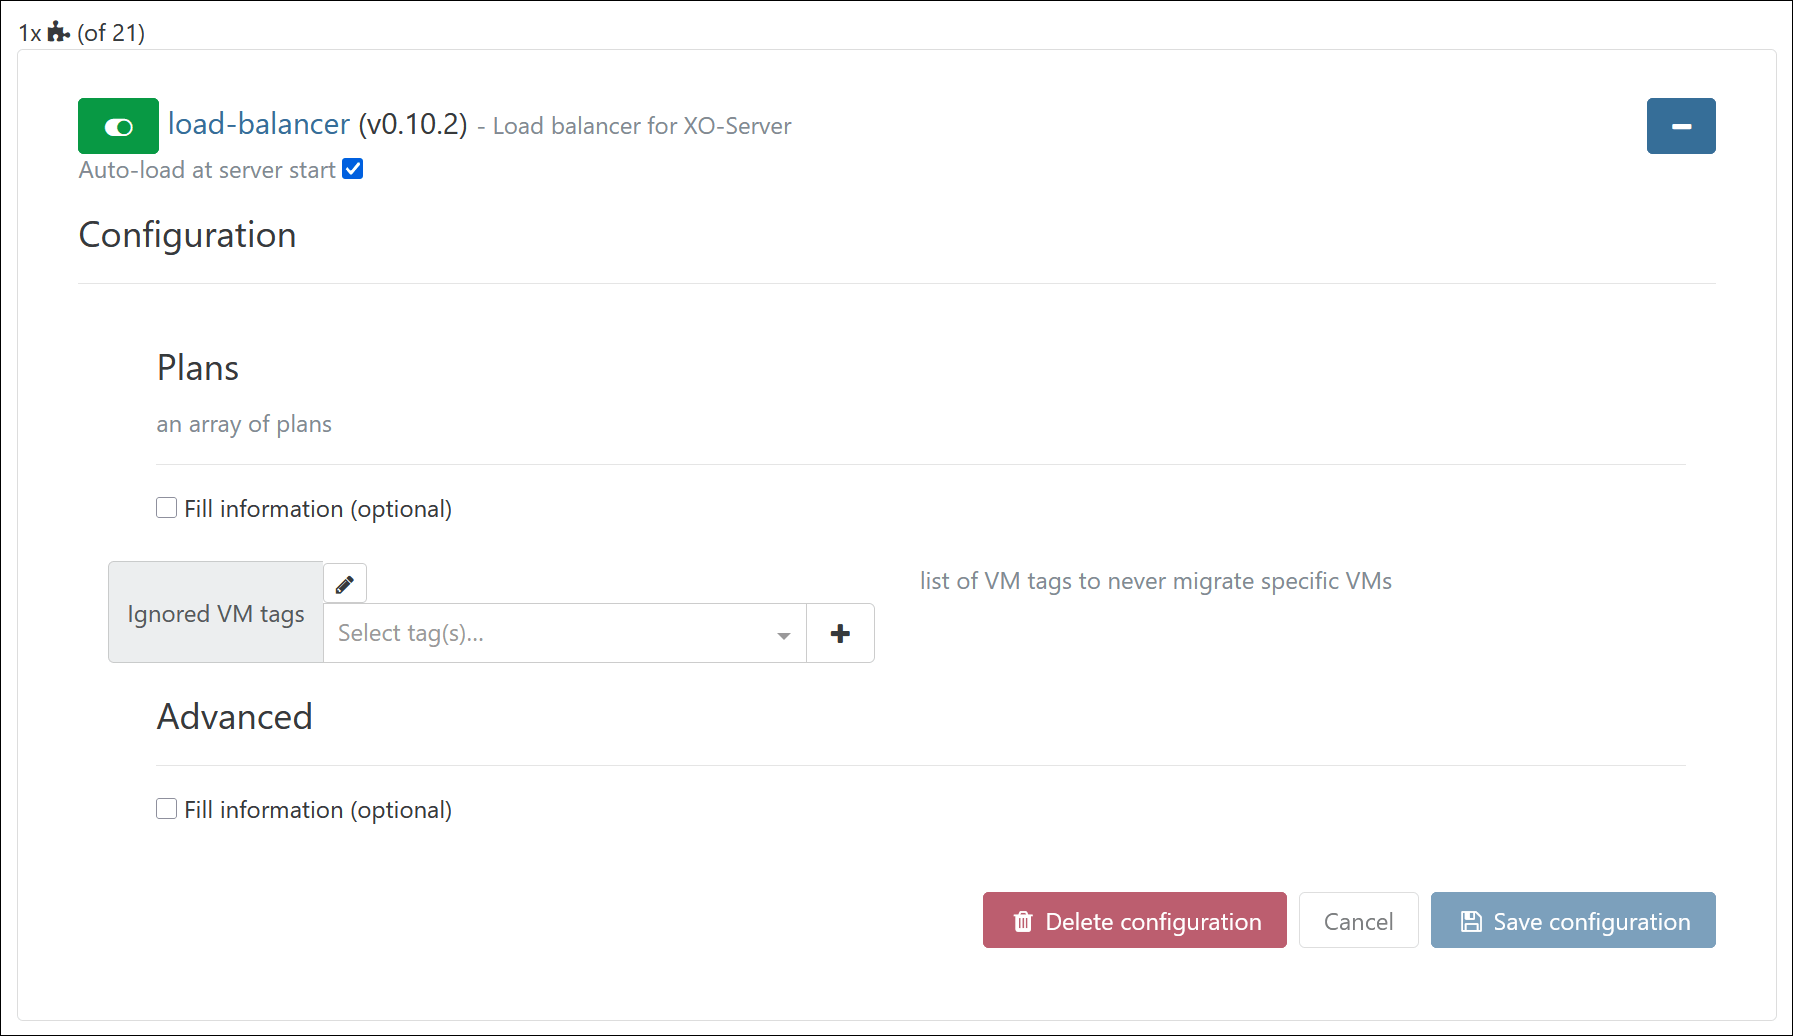 1x (of 21)
load-balancer (v0.10.2) - Load balancer for XO-Server
Auto-load at server start
Configuration
Plans
an array of plans
Fill information (optional)
Ignored VM tags
Select tag(s)...
list of VM tags to never migrate specific VMs
Advanced
Fill information (optional)
Delete configuration
Cancel
Save configuration